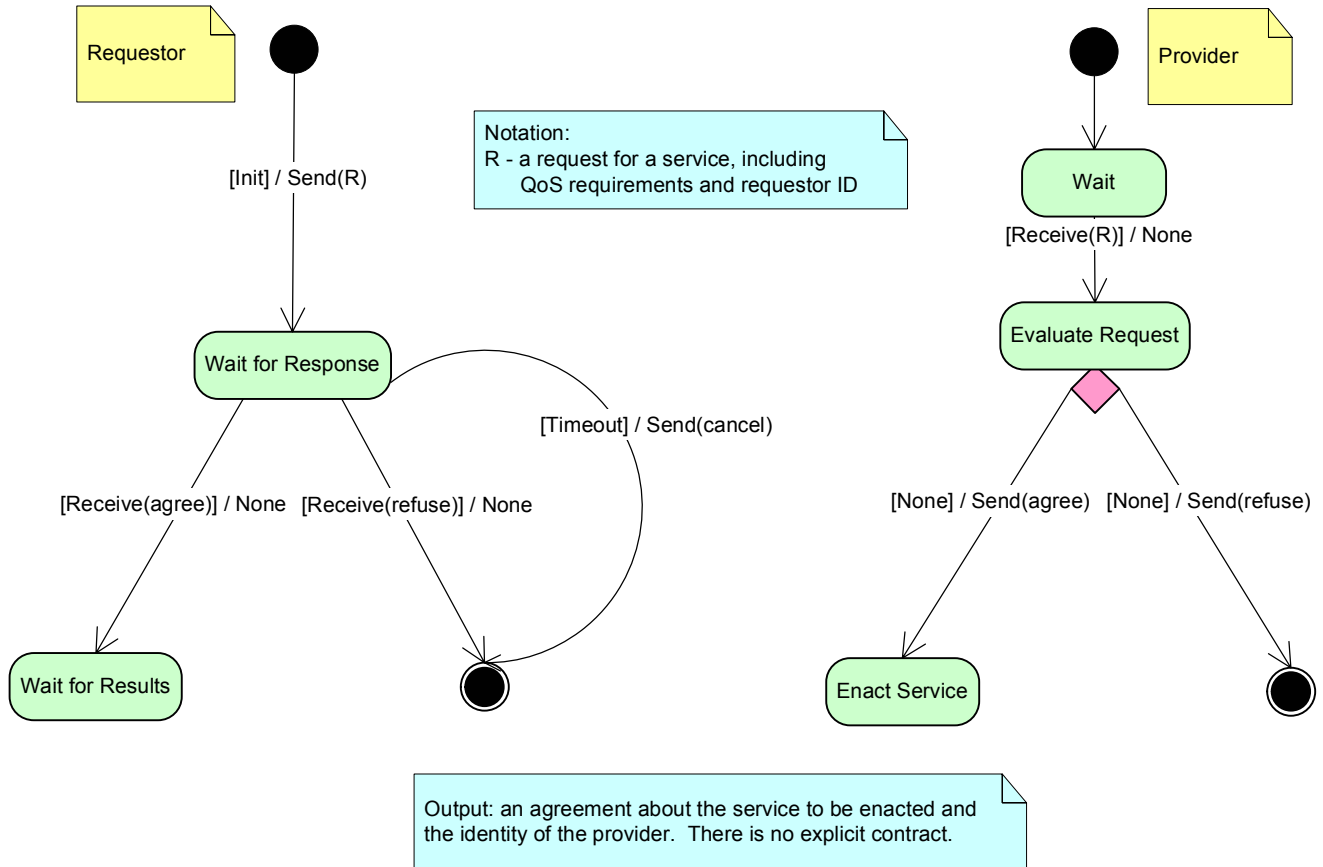 Requestor
Provider
Notation:
R - a request for a service, including
QoS requirements and requestor ID
[Init] / Send(R)
Wait
[Receive(R)] / None
Wait for Response
Evaluate Request
[Timeout] / Send(cancel)
[Receive(agree)] / None
[Receive(refuse)] / None
[None] / Send(agree)
[None] / Send(refuse)
Wait for Results
Enact Service
Output: an agreement about the service to be enacted and
the identity of the provider. There is no explicit contract.